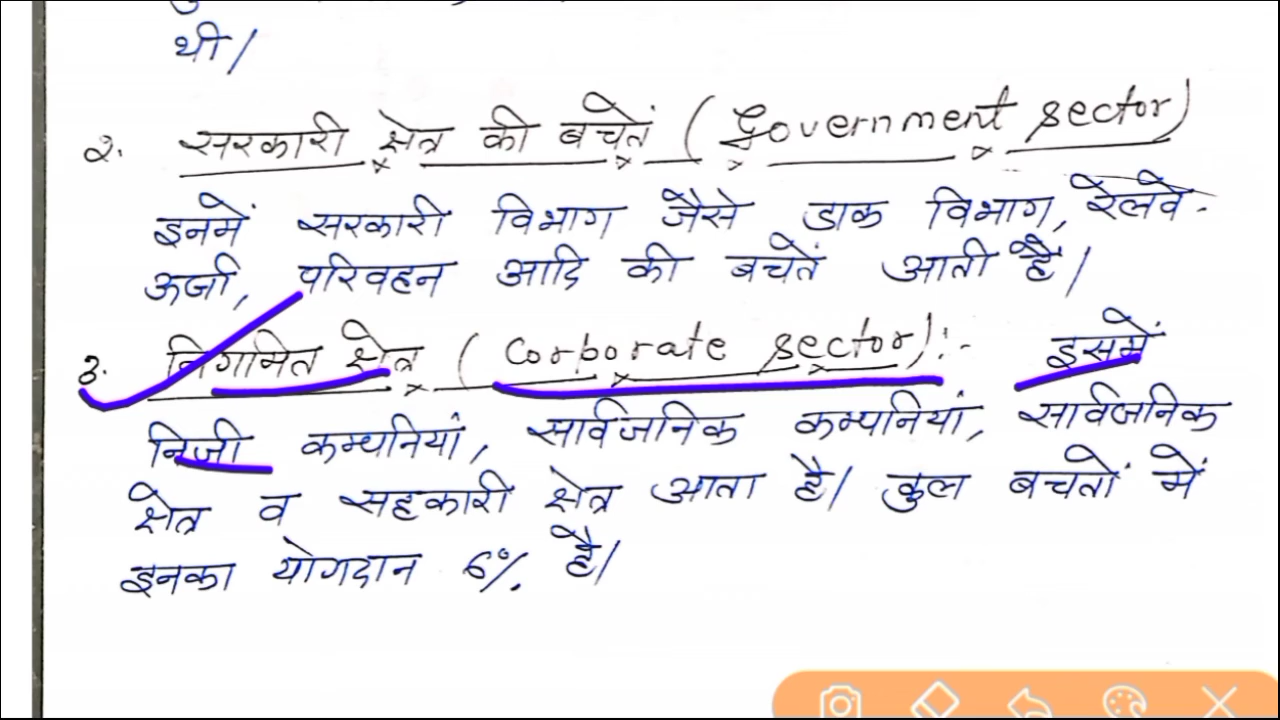 थी।
२. सरकारी क्षेत्र की बचतें (Government sector)
इनमें सरकारी विभाग जैसे डाक विभाग, रेलवे.
ऊर्जा, परिवहन आदि की बचतें आती है।
3. निगमित क्षेत्र (corporate sector):- इसमें
निजी कम्पनियां, सार्वजनिक कम्पनियां, सार्वजनिक
क्षेत्र व सहकारी क्षेत्र आता है। कुल बचतों में
इनका योगदान 6% है।